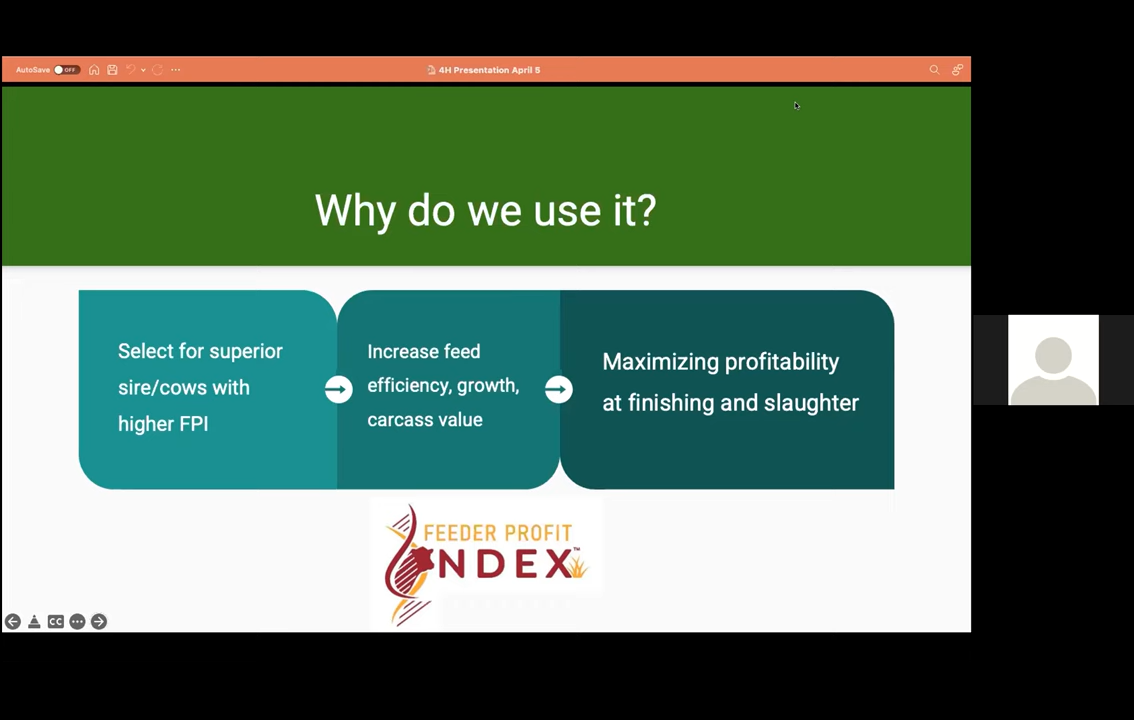 AutoSave OFF
4H Presentation April 5
Why do we use it?
Select for superior
sire/cows with
higher FPI
Increase feed
efficiency, growth,
carcass value
Maximizing profitability
at finishing and slaughter
FEEDER PROFIT
INDEX™
CC